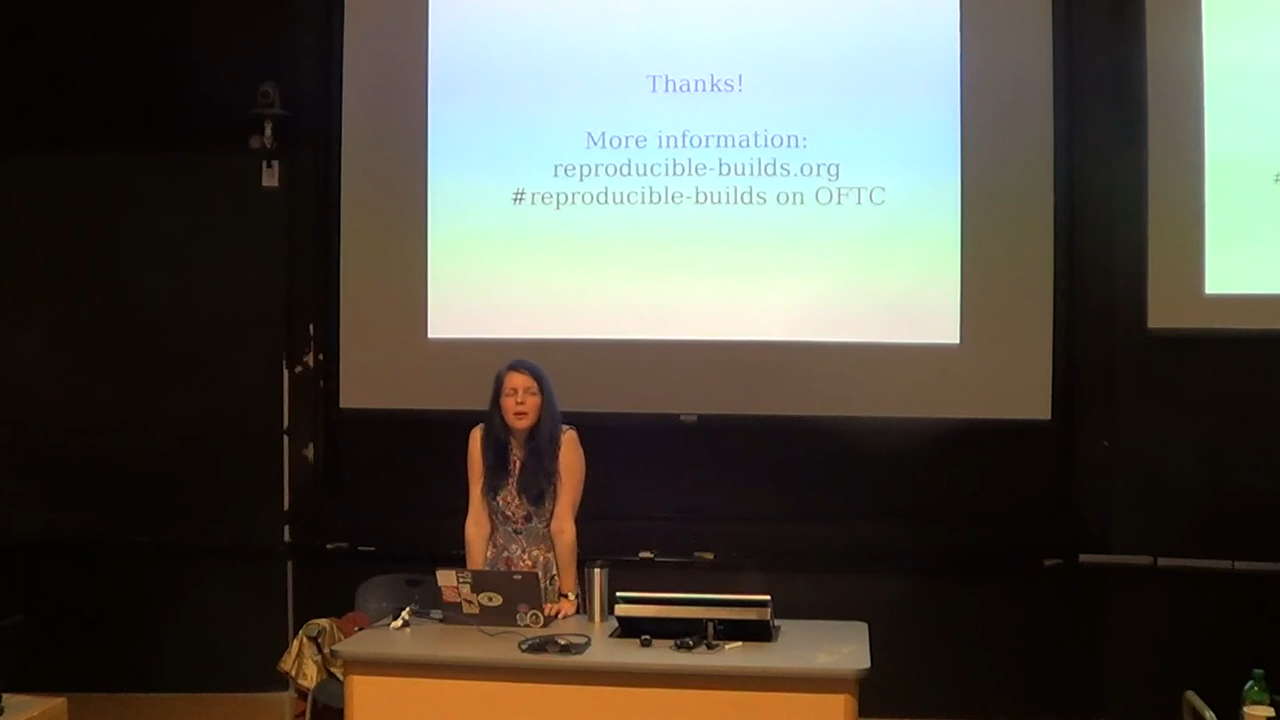 Thanks!
More information:
reproducible-builds.org
#reproducible-builds on OFTC
#